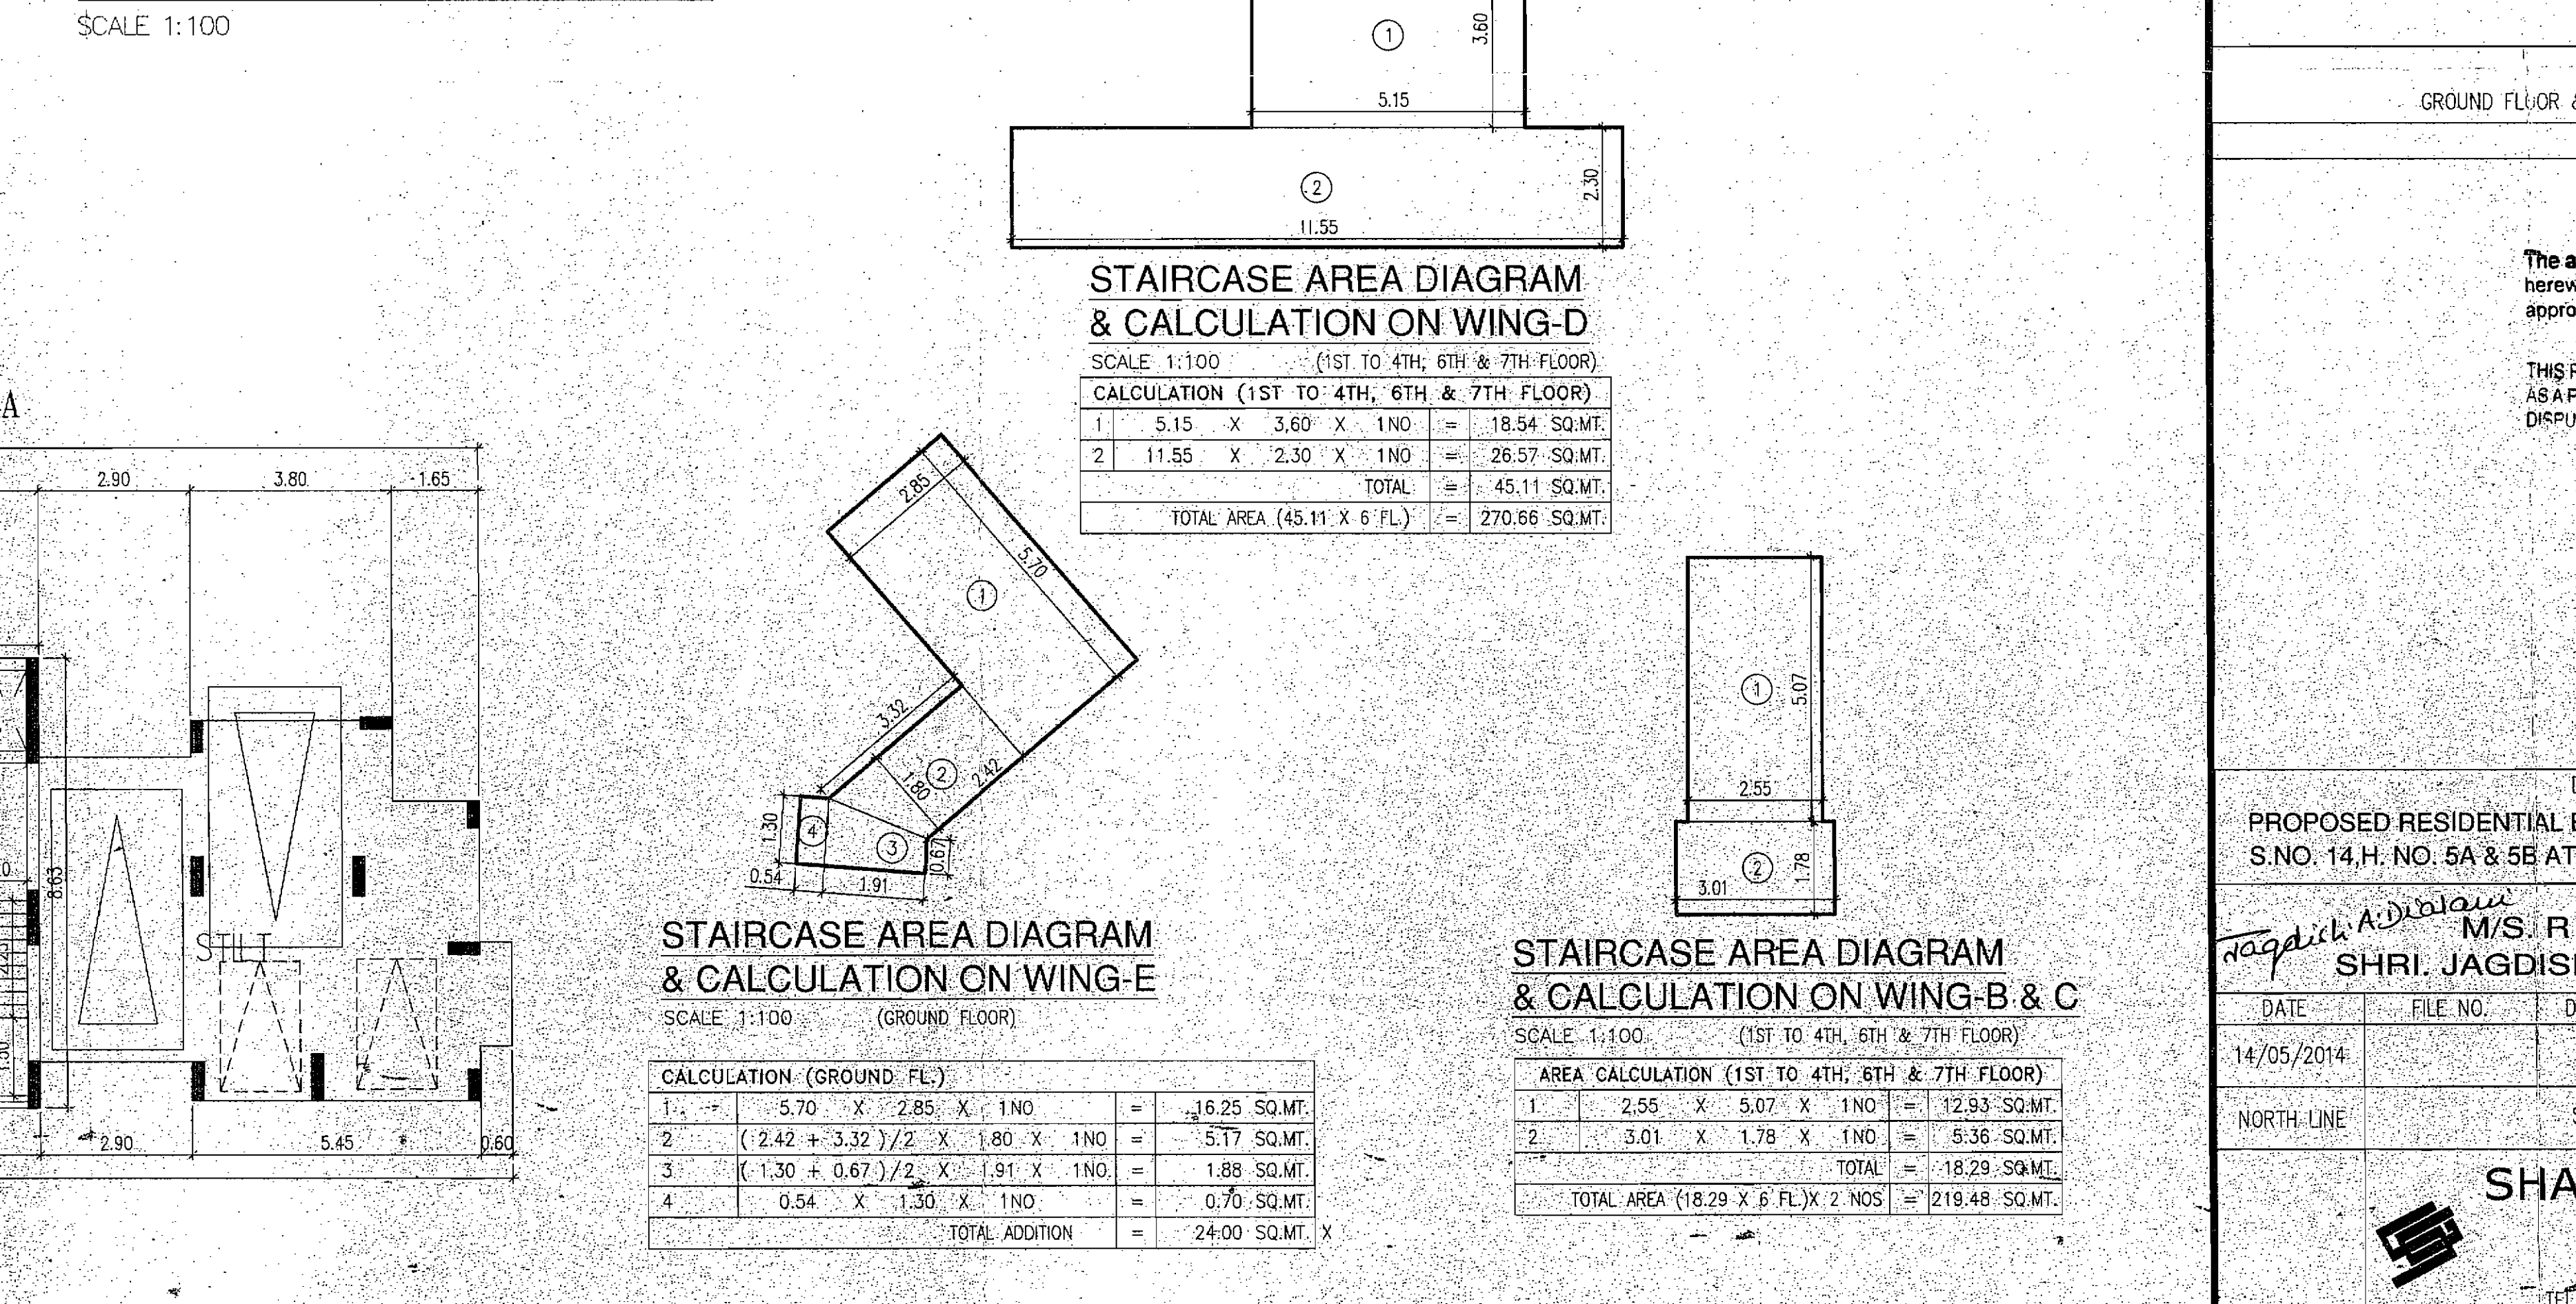 SCALE 1:100
1
3.60
5.15
2
2.30
11.55
STAIRCASE AREA DIAGRAM
& CALCULATION ON WING-D
SCALE 1:100 (1ST TO 4TH, 6TH & 7TH FLOOR)
CALCULATION (1ST TO 4TH, 6TH & 7TH FLOOR)
1 5.15 X 3.60 X 1NO = 18.54 SQ.MT.
2 11.55 X 2.30 X 1NO = 26.57 SQ.MT.
TOTAL = 45.11 SQ.MT.
TOTAL AREA (45.11 X 6 FL.) = 270.66 SQ.MT.
A
2.90 3.80 1.65
8.63
STILT
2.90 5.45 0.60
2.85
5.70
1
3.32
2
1.80
2.42
1.30
4
3
0.67
0.54
1.91
STAIRCASE AREA DIAGRAM
& CALCULATION ON WING-E
SCALE 1:100 (GROUND FLOOR)
CALCULATION (GROUND FL.)
1 5.70 X 2.85 X 1NO = 16.25 SQ.MT.
2 ( 2.42 + 3.32 )/2 X 1.80 X 1NO = 5.17 SQ.MT.
3 ( 1.30 + 0.67 )/2 X 1.91 X 1NO = 1.88 SQ.MT.
4 0.54 X 1.30 X 1NO = 0.70 SQ.MT.
TOTAL ADDITION = 24.00 SQ.MT. X
1
5.07
2.55
2
1.78
3.01
STAIRCASE AREA DIAGRAM
& CALCULATION ON WING-B & C
SCALE 1:100 (1ST TO 4TH, 6TH & 7TH FLOOR)
AREA CALCULATION (1ST TO 4TH, 6TH & 7TH FLOOR)
1 2.55 X 5.07 X 1NO = 12.93 SQ.MT.
2 3.01 X 1.78 X 1NO = 5.36 SQ.MT.
TOTAL = 18.29 SQ.MT.
TOTAL AREA (18.29 X 6 FL.)X 2 NOS = 219.48 SQ.MT.
GROUND FLOOR &
The a
herew
appro
THIS P
AS A P
DISPU
PROPOSED RESIDENTIAL B
S.NO. 14,H. NO. 5A & 5B AT
Jagdish A.
M/S. R
SHRI. JAGDISH
DATE FILE NO. D
14/05/2014
NORTH LINE
SHA
TEL